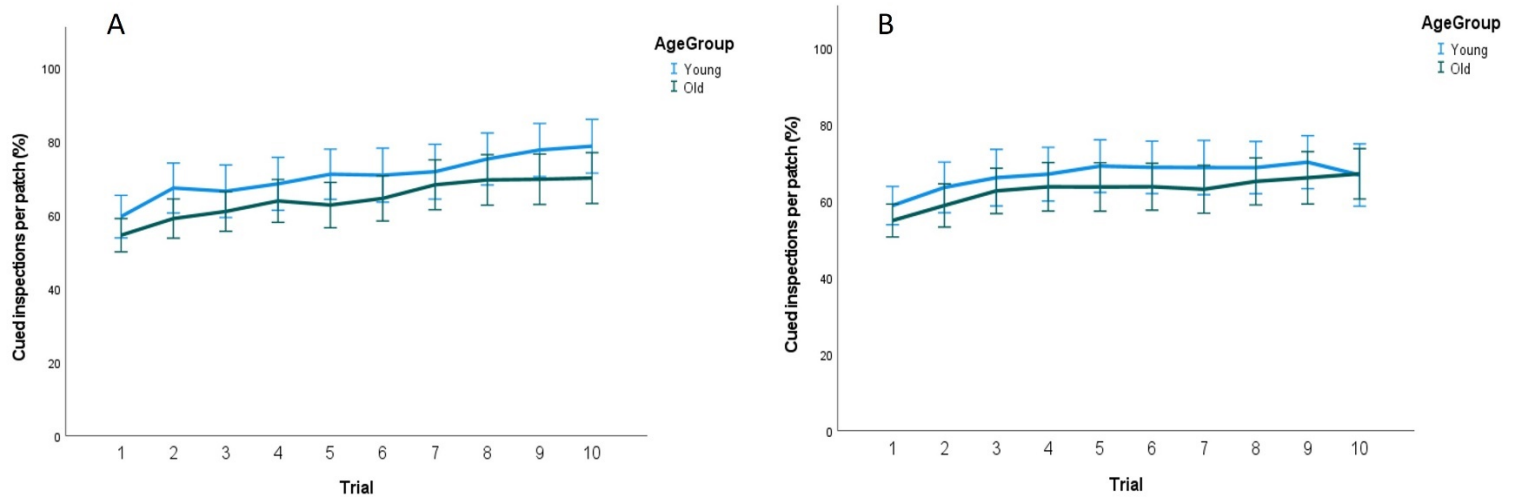 A
AgeGroup
Young
Old
100
80
60
40
20
0
Cued inspections per patch (%)
1 2 3 4 5 6 7 8 9 10
Trial
B
AgeGroup
Young
Old
100
80
60
40
20
0
Cued inspections per patch (%)
1 2 3 4 5 6 7 8 9 10
Trial